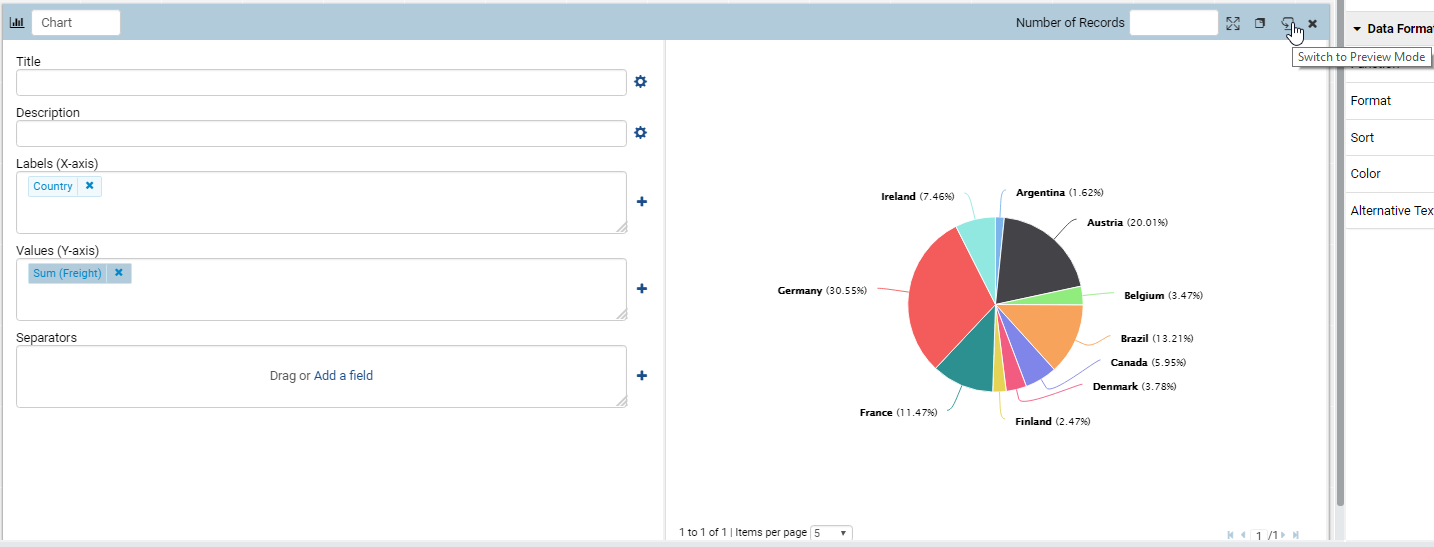 Chart
Number of Records
Switch to Preview Mode
Title
Description
Labels (X-axis)
Country
Values (Y-axis)
Sum (Freight)
Separators
Drag or Add a field
Ireland (7.46%)
Argentina (1.62%)
Austria (20.01%)
Germany (30.55%)
Belgium (3.47%)
Brazil (13.21%)
Canada (5.95%)
Denmark (3.78%)
France (11.47%)
Finland (2.47%)
1 to 1 of 1 | Items per page 5
1 /1
Data Format
Format
Sort
Color
Alternative Tex